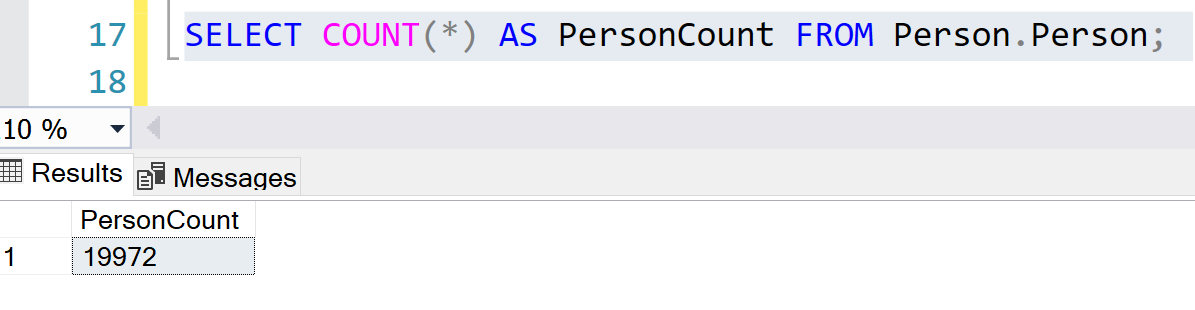 17 SELECT COUNT(*) AS PersonCount FROM Person.Person;
18
10 %
Results Messages
PersonCount
1 19972